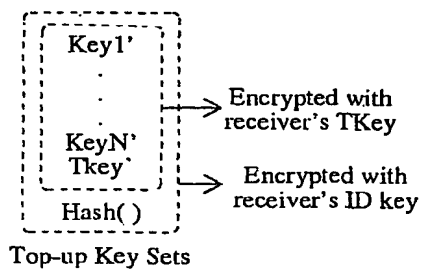 Key1'
.
.
.
KeyN'
Tkey'
Hash( )
Encrypted with
receiver's TKey
Encrypted with
receiver's ID key
Top-up Key Sets